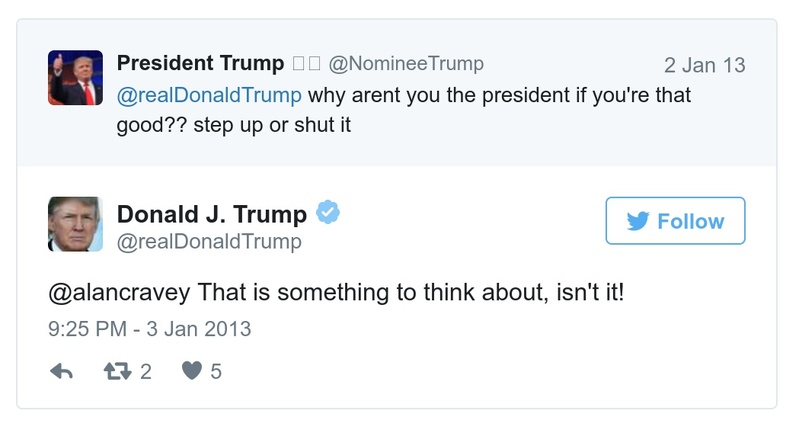 President Trump @NomineeTrump 2 Jan 13
@realDonaldTrump why arent you the president if you're that
good?? step up or shut it
Donald J. Trump
@realDonaldTrump
Follow
@alancravey That is something to think about, isn't it!
9:25 PM - 3 Jan 2013
2 5